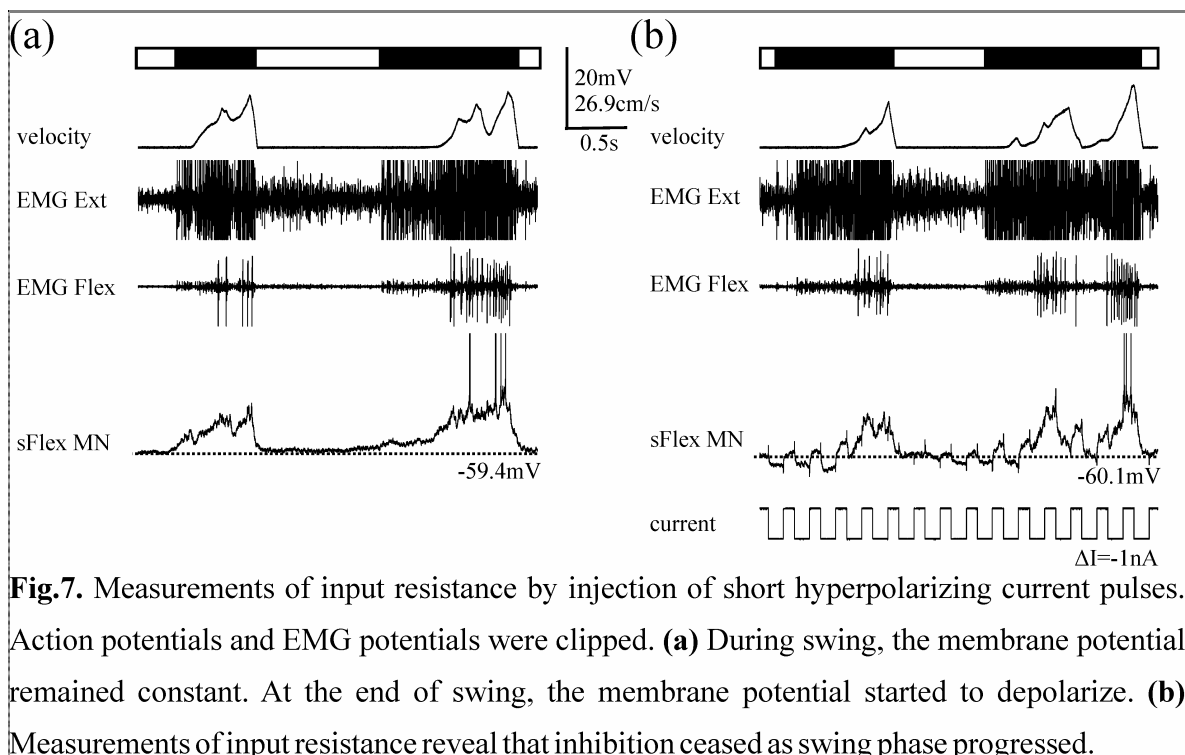 (a)
20mV
26.9cm/s
0.5s
velocity
EMG Ext
EMG Flex
sFlex MN
-59.4mV
(b)
velocity
EMG Ext
EMG Flex
sFlex MN
-60.1mV
current
ΔI=-1nA
Fig.7. Measurements of input resistance by injection of short hyperpolarizing current pulses.
Action potentials and EMG potentials were clipped. (a) During swing, the membrane potential
remained constant. At the end of swing, the membrane potential started to depolarize. (b)
Measurements of input resistance reveal that inhibition ceased as swing phase progressed.